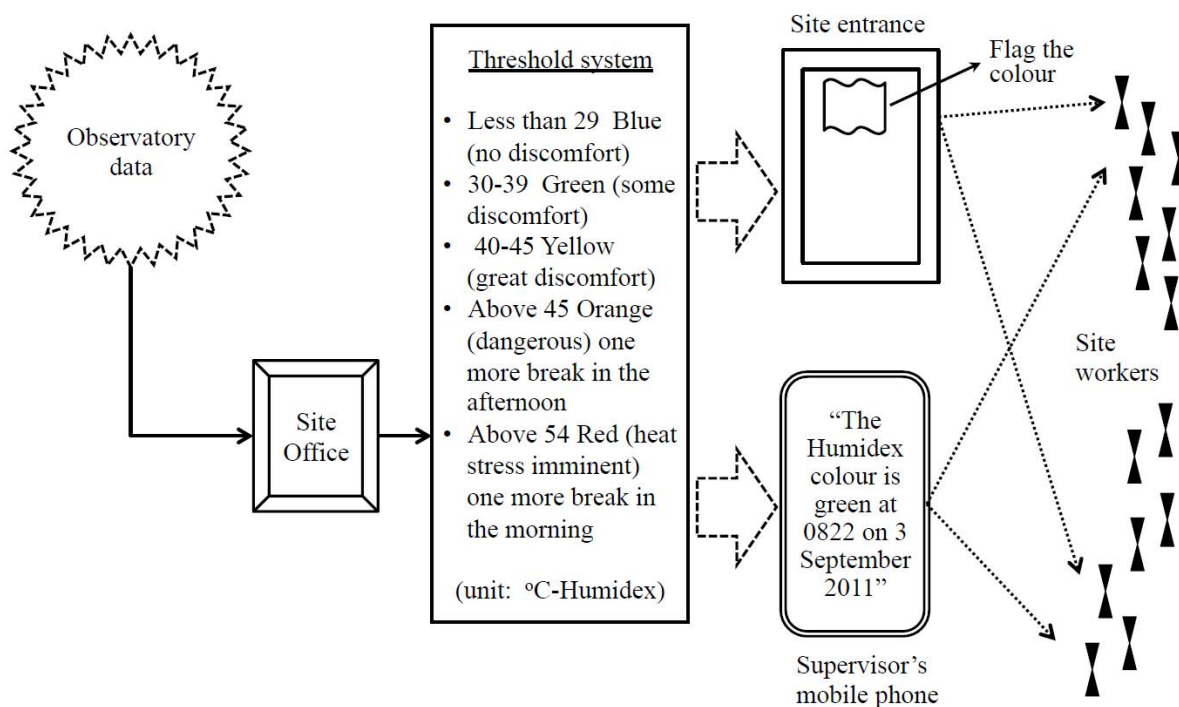 Observatory
data
Site
Office
Threshold system
• Less than 29 Blue
(no discomfort)
• 30-39 Green (some
discomfort)
• 40-45 Yellow
(great discomfort)
• Above 45 Orange
(dangerous) one
more break in the
afternoon
• Above 54 Red (heat
stress imminent)
one more break in
the morning
(unit: ºC-Humidex)
Site entrance
Flag the
colour
“The
Humidex
colour is
green at
0822 on 3
September
2011”
Supervisor’s
mobile phone
Site
workers